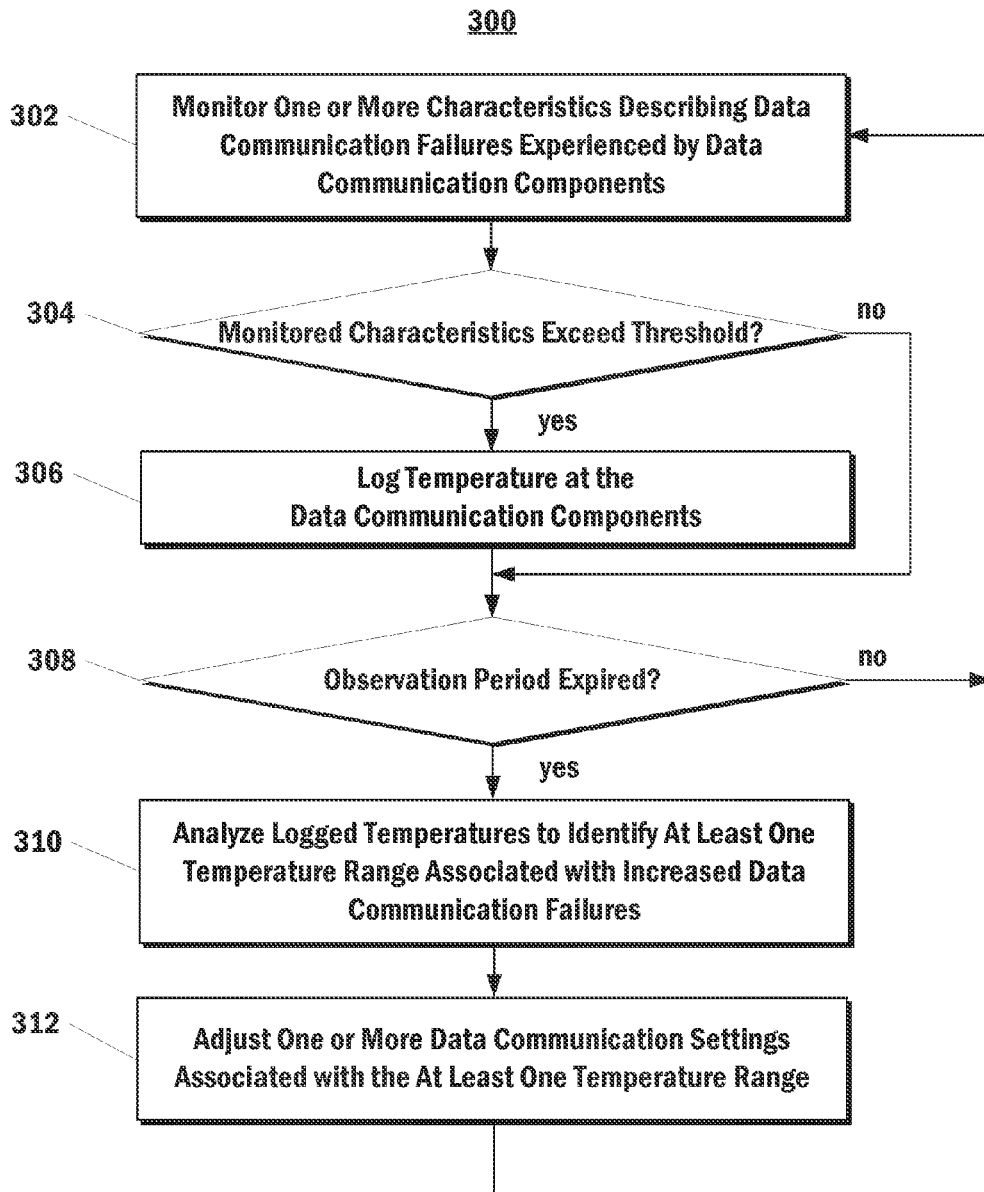 300
302
Monitor One or More Characteristics Describing Data
Communication Failures Experienced by Data
Communication Components
304
Monitored Characteristics Exceed Threshold?
no
yes
306
Log Temperature at the
Data Communication Components
308
Observation Period Expired?
no
yes
310
Analyze Logged Temperatures to Identify At Least One
Temperature Range Associated with Increased Data
Communication Failures
312
Adjust One or More Data Communication Settings
Associated with the At Least One Temperature Range